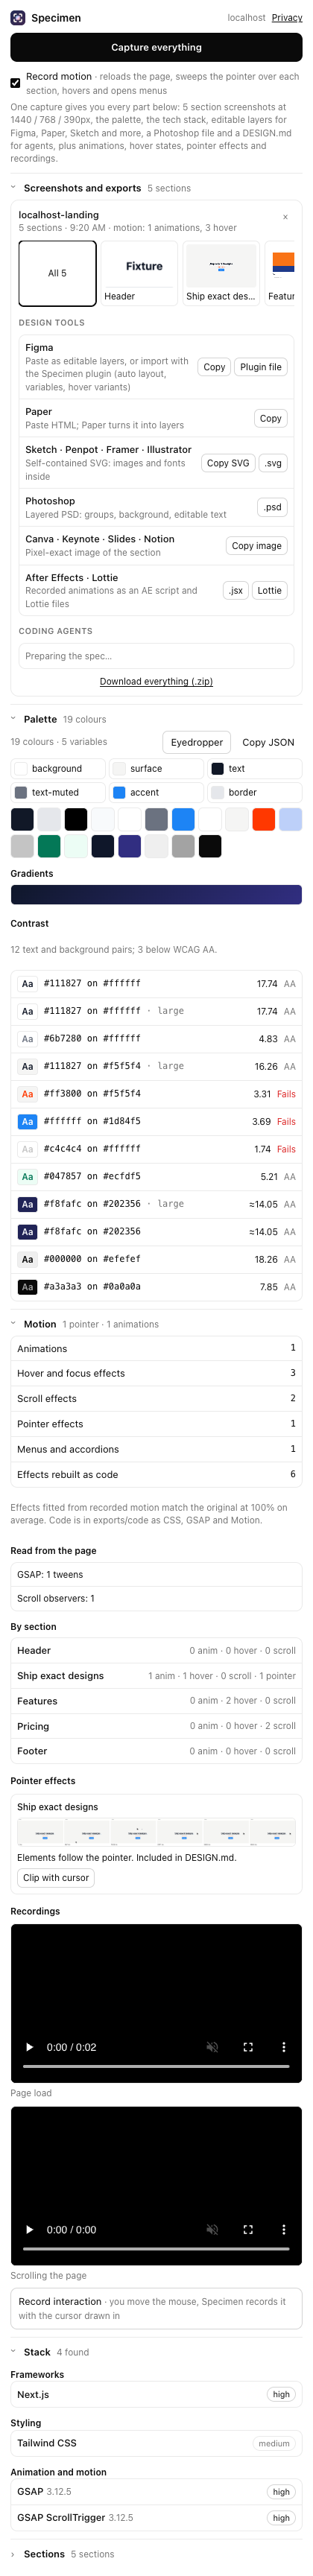 Specimen
localhost Privacy
Capture everything
Record motion · reloads the page, sweeps the pointer over each
section, hovers and opens menus
One capture gives you every part below: 5 section screenshots at
1440 / 768 / 390px, the palette, the tech stack, editable layers for
Figma, Paper, Sketch and more, a Photoshop file and a DESIGN.md
for agents, plus animations, hover states, pointer effects and
recordings.
Screenshots and exports 5 sections
localhost-landing
×
5 sections · 9:20 AM · motion: 1 animations, 3 hover
All 5
Fixture
Header
Ship exact des...
Featur
DESIGN TOOLS
Figma
Paste as editable layers, or import with
the Specimen plugin (auto layout,
variables, hover variants)
Copy Plugin file
Paper
Paste HTML; Paper turns it into layers
Copy
Sketch · Penpot · Framer · Illustrator
Self-contained SVG: images and fonts
inside
Copy SVG .svg
Photoshop
Layered PSD: groups, background, editable text
.psd
Canva · Keynote · Slides · Notion
Pixel-exact image of the section
Copy image
After Effects · Lottie
Recorded animations as an AE script and
Lottie files
.jsx Lottie
CODING AGENTS
Preparing the spec...
Download everything (.zip)
Palette 19 colours
19 colours · 5 variables
Eyedropper Copy JSON
background surface text
text-muted accent border
Gradients
Contrast
12 text and background pairs; 3 below WCAG AA.
Aa #111827 on #ffffff 17.74 AA
Aa #111827 on #ffffff · large 17.74 AA
Aa #6b7280 on #ffffff 4.83 AA
Aa #111827 on #f5f5f4 16.26 AA
Aa #ff3800 on #f5f5f4 3.31 Fails
Aa #ffffff on #1d84f5 3.69 Fails
Aa #c4c4c4 on #ffffff 1.74 Fails
Aa #047857 on #ecfdf5 5.21 AA
Aa #f8fafc on #202356 · large ≈14.05 AA
Aa #f8fafc on #202356 ≈14.05 AA
Aa #000000 on #efefef 18.26 AA
Aa #a3a3a3 on #0a0a0a 7.85 AA
Motion 1 pointer · 1 animations
Animations 1
Hover and focus effects 3
Scroll effects 2
Pointer effects 1
Menus and accordions 1
Effects rebuilt as code 6
Effects fitted from recorded motion match the original at 100% on
average. Code is in exports/code as CSS, GSAP and Motion.
Read from the page
GSAP: 1 tweens
Scroll observers: 1
By section
Header 0 anim · 0 hover · 0 scroll
Ship exact designs 1 anim · 1 hover · 0 scroll · 1 pointer
Features 0 anim · 2 hover · 0 scroll
Pricing 0 anim · 0 hover · 2 scroll
Footer 0 anim · 0 hover · 0 scroll
Pointer effects
Ship exact designs
Elements follow the pointer. Included in DESIGN.md.
Clip with cursor
Recordings
0:00 / 0:02
Page load
0:00 / 0:00
Scrolling the page
Record interaction · you move the mouse, Specimen records it
with the cursor drawn in
Stack 4 found
Frameworks
Next.js high
Styling
Tailwind CSS medium
Animation and motion
GSAP 3.12.5 high
GSAP ScrollTrigger 3.12.5 high
Sections 5 sections